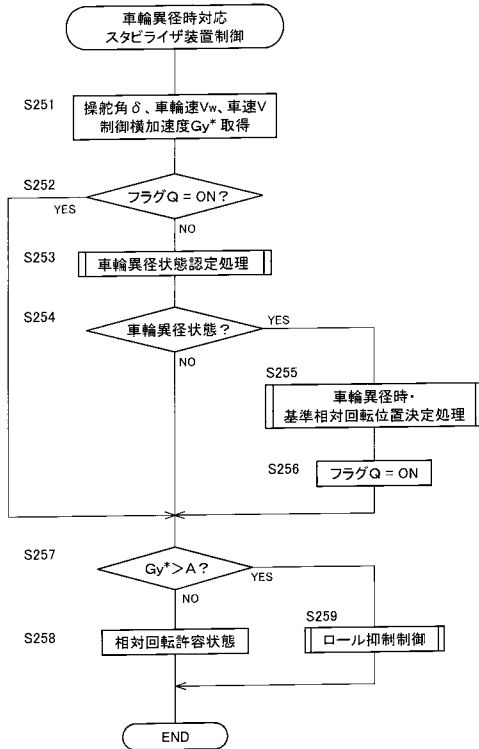 車輪異径時対応
スタビライザ装置制御
S251
操舵角δ、車輪速Vw、車速V
制御横加速度Gy* 取得
S252
フラグQ = ON？
YES
NO
S253
車輪異径状態認定処理
S254
車輪異径状態？
YES
NO
S255
車輪異径時・
基準相対回転位置決定処理
S256
フラグQ = ON
S257
Gy*＞A？
YES
NO
S258
相対回転許容状態
S259
ロール抑制制御
END